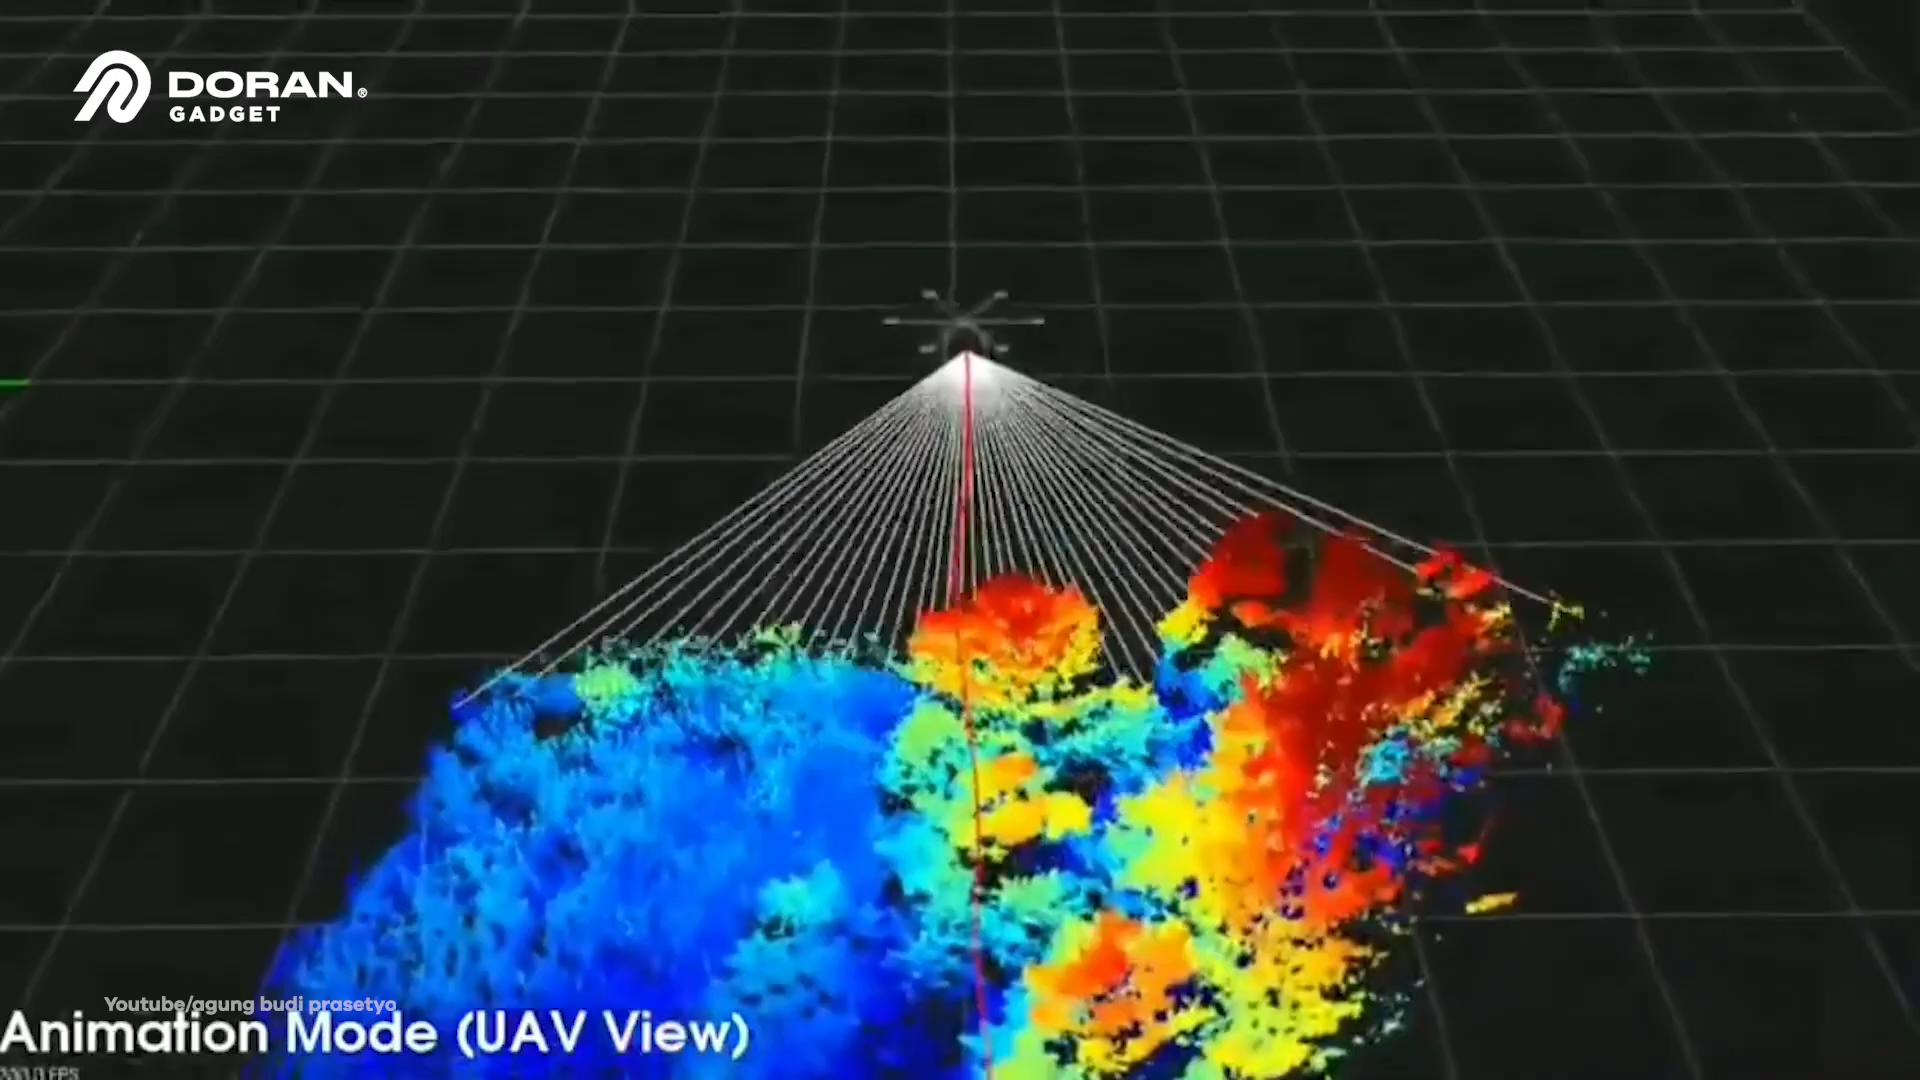 DORAN®
GADGET
Youtube/agung budi prasetyo
Animation Mode (UAV View)